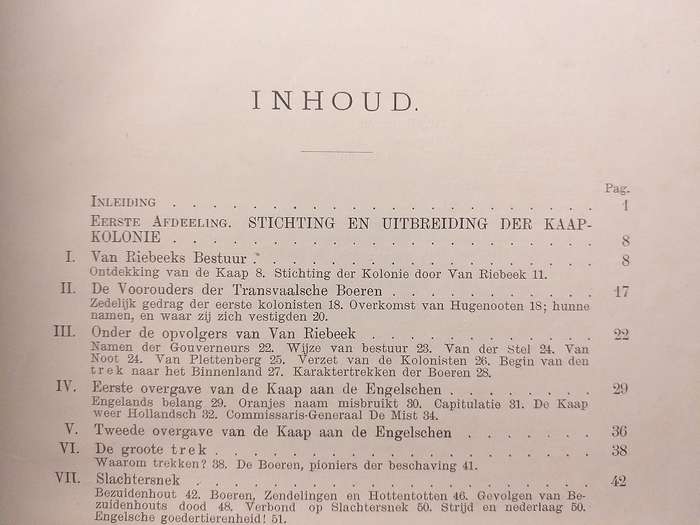 INHOUD.
Pag.
INLEIDING . . . . . . . . . . . . . . . . . . . . 1
EERSTE AFDEELING. STICHTING EN UITBREIDING DER KAAP-
KOLONIE . . . . . . . . . . . . . . . . . . . . 8
I. Van Riebeeks Bestuur . . . . . . . . . . . . . . 8
Ontdekking van de Kaap 8. Stichting der Kolonie door Van Riebeek 11.
II. De Voorouders der Transvaalsche Boeren . . . . . . . . . 17
Zedelijk gedrag der eerste kolonisten 18. Overkomst van Hugenooten 18; hunne
namen, en waar zij zich vestigden 20.
III. Onder de opvolgers van Van Riebeek . . . . . . . . . . 22
Namen der Gouverneurs 22. Wijze van bestuur 23. Van der Stel 24. Van
Noot 24. Van Plettenberg 25. Verzet van de Kolonisten 26. Begin van den
trek naar het Binnenland 27. Karaktertrekken der Boeren 28.
IV. Eerste overgave van de Kaap aan de Engelschen . . . . . . . . 29
Engelands belang 29. Oranjes naam misbruikt 30. Capitulatie 31. De Kaap
weer Hollandsch 32. Commissaris-Generaal De Mist 34.
V. Tweede overgave van de Kaap aan de Engelschen . . . . . . . 36
VI. De groote trek . . . . . . . . . . . . . . . . 38
Waarom trekken? 38. De Boeren, pioniers der beschaving 41.
VII. Slachtersnek . . . . . . . . . . . . . . . . . 42
Bezuidenhout 42. Boeren, Zendelingen en Hottentotten 46. Gevolgen van Be-
zuidenhouts dood 48. Verbond op Slachtersnek 50. Strijd en nederlaag 50.
Engelsche goedertierenheid! 51.